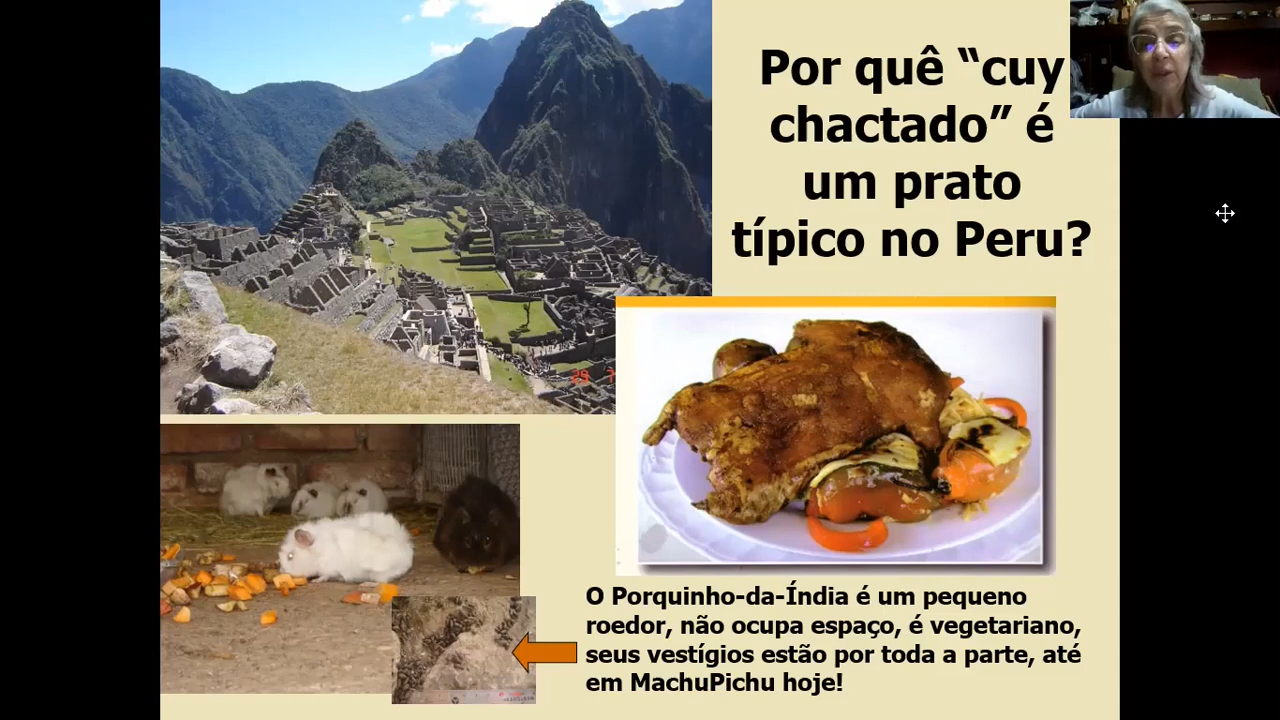 Por quê “cuy
chactado” é
um prato
típico no Peru?
O Porquinho-da-Índia é um pequeno
roedor, não ocupa espaço, é vegetariano,
seus vestígios estão por toda a parte, até
em MachuPichu hoje!